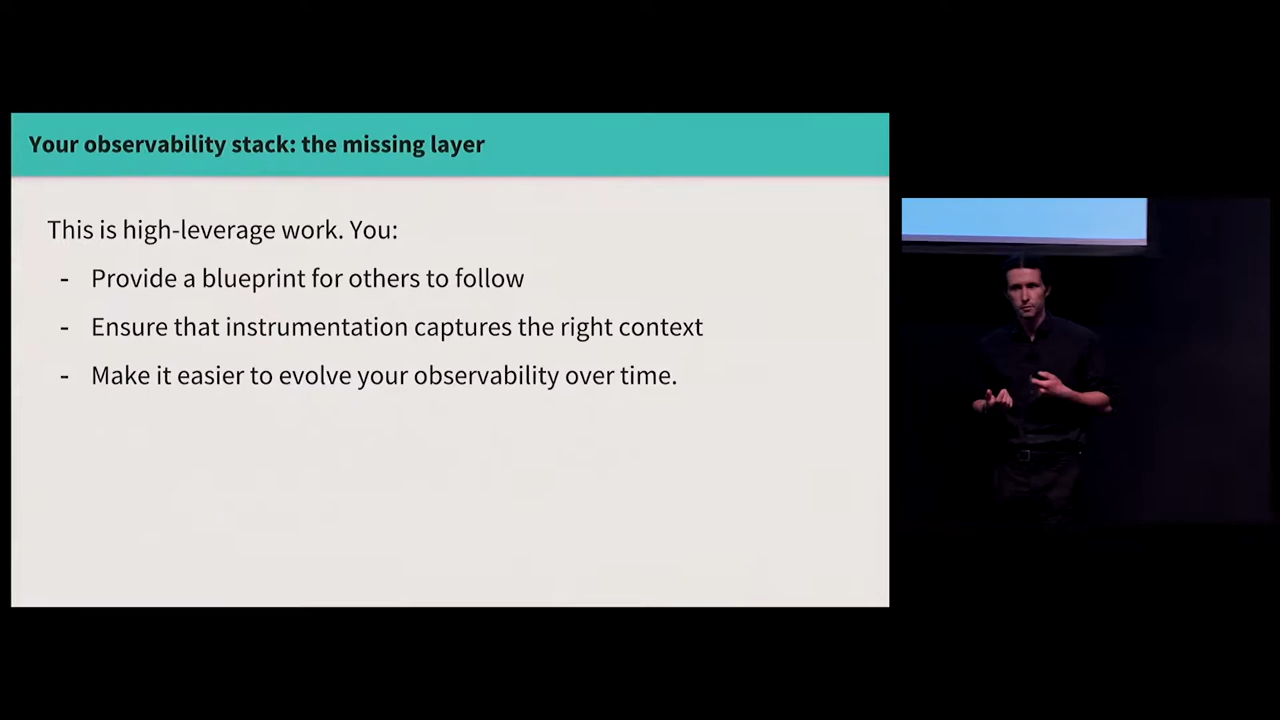 Your observability stack: the missing layer
This is high-leverage work. You:
- Provide a blueprint for others to follow
- Ensure that instrumentation captures the right context
- Make it easier to evolve your observability over time.